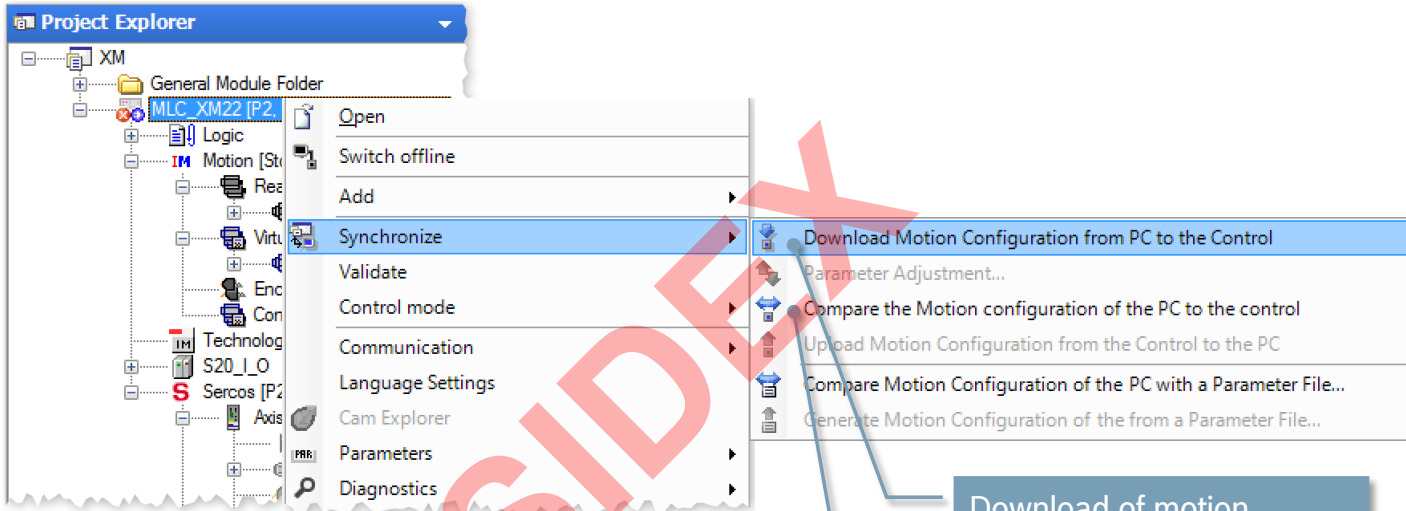 Project Explorer
XM
General Module Folder
MLC_XM22 [P2,
Logic
IM Motion [Sto
Rea
Virtu
Enc
Con
IM Technolog
S20_I_O
S Sercos [P2
Axis
Open
Switch offline
Add
Synchronize
Validate
Control mode
Communication
Language Settings
Cam Explorer
PAR Parameters
Diagnostics
Download Motion Configuration from PC to the Control
Parameter Adjustment...
Compare the Motion configuration of the PC to the control
Upload Motion Configuration from the Control to the PC
Compare Motion Configuration of the PC with a Parameter File...
Generate Motion Configuration of the from a Parameter File...
Download of motion
SIDEX